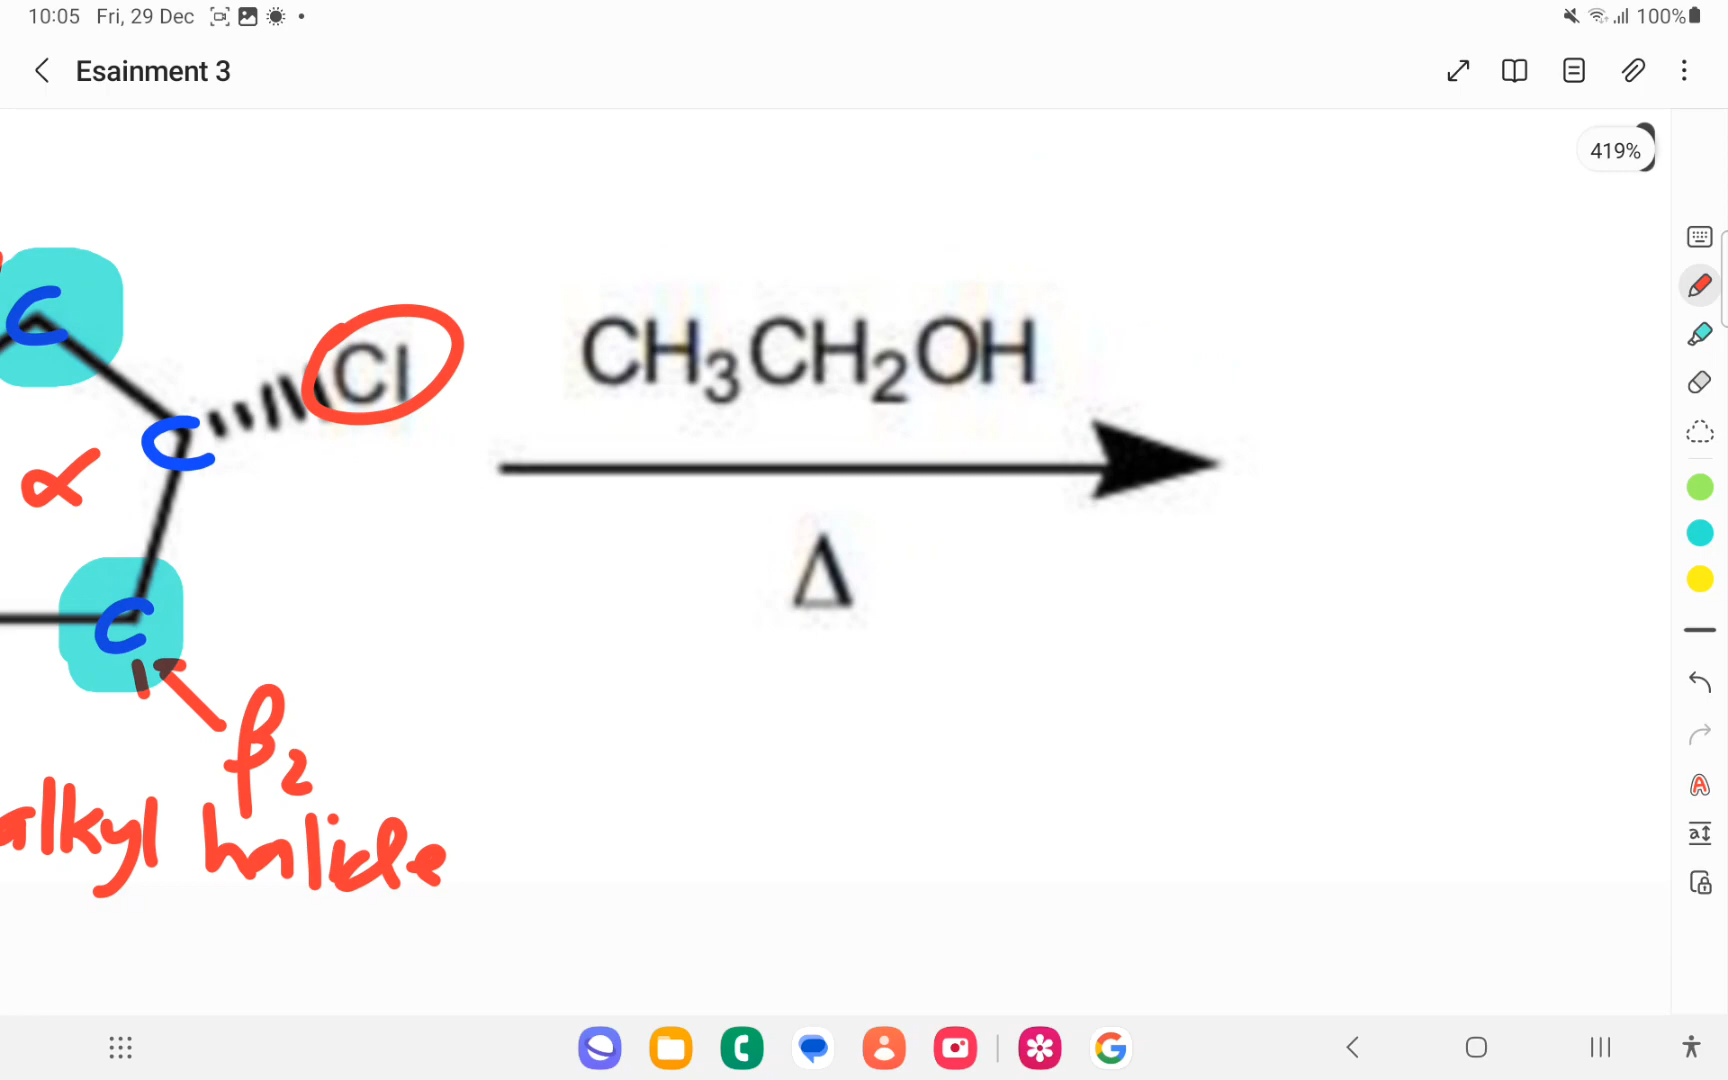 10:05 Fri, 29 Dec
100%
Esainment 3
419%
C
Cl
CH3CH2OH
C
α
Δ
C
β2
alkyl halide
A
a
G